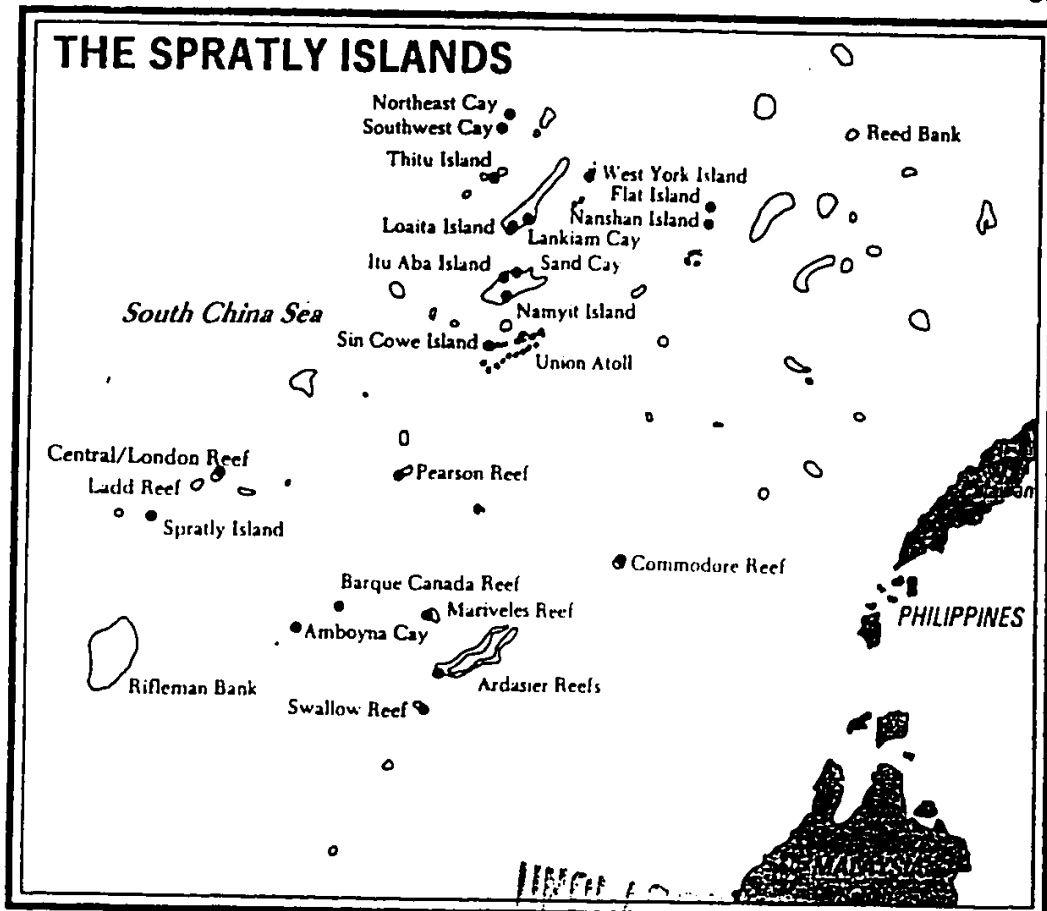 THE SPRATLY ISLANDS
Northeast Cay
Southwest Cay
Reed Bank
Thitu Island
West York Island
Flat Island
Nanshan Island
Loaita Island
Lankiam Cay
Itu Aba Island
Sand Cay
South China Sea
Namyit Island
Sin Cowe Island
Union Atoll
Central/London Reef
Pearson Reef
Ladd Reef
Spratly Island
Commodore Reef
Barque Canada Reef
Mariveles Reef
PHILIPPINES
Amboyna Cay
Rifleman Bank
Ardasier Reefs
Swallow Reef
MALAYSIA